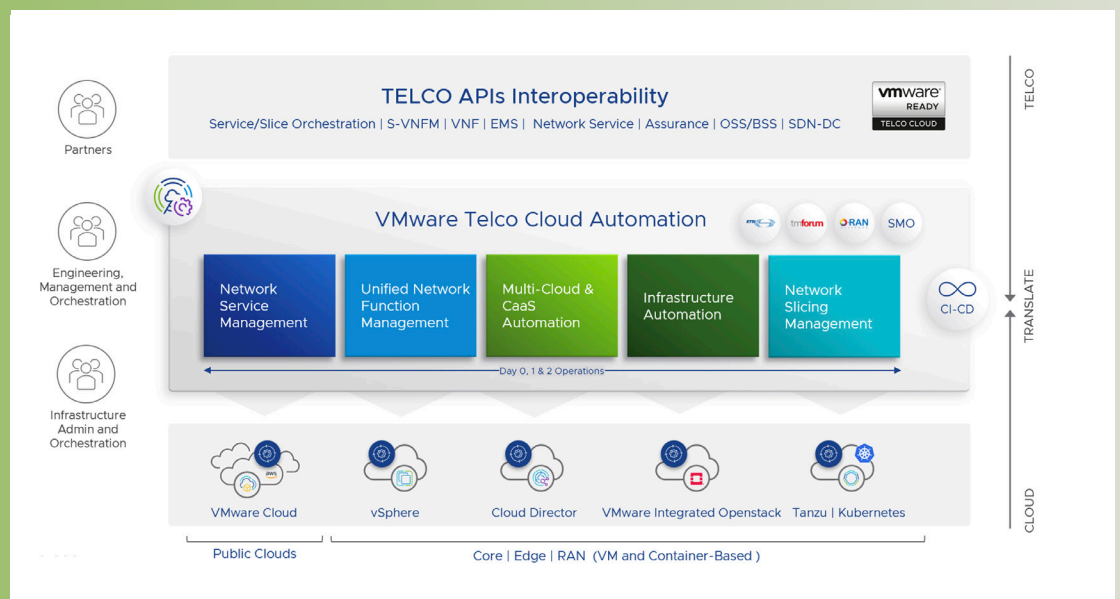 TELCO APIs Interoperability
Service/Slice Orchestration | S-VNFM | VNF | EMS | Network Service | Assurance | OSS/BSS | SDN-DC
vmware®
READY
TELCO CLOUD
Partners
Engineering,
Management and
Orchestration
Infrastructure
Admin and
Orchestration
VMware Telco Cloud Automation
ETSI
tmforum
O-RAN
SMO
Network
Service
Management
Unified Network
Function
Management
Multi-Cloud &
CaaS
Automation
Infrastructure
Automation
Network
Slicing
Management
Day 0, 1 & 2 Operations
CI-CD
aws
VMware Cloud
vSphere
Cloud Director
VMware Integrated Openstack
Tanzu | Kubernetes
Public Clouds
Core | Edge | RAN (VM and Container-Based )
TELCO
TRANSLATE
CLOUD